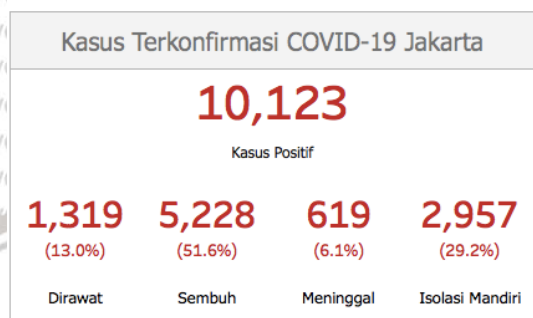 Kasus Terkonfirmasi COVID-19 Jakarta
10,123
Kasus Positif
1,319 5,228 619 2,957
(13.0%) (51.6%) (6.1%) (29.2%)
Dirawat Sembuh Meninggal Isolasi Mandiri